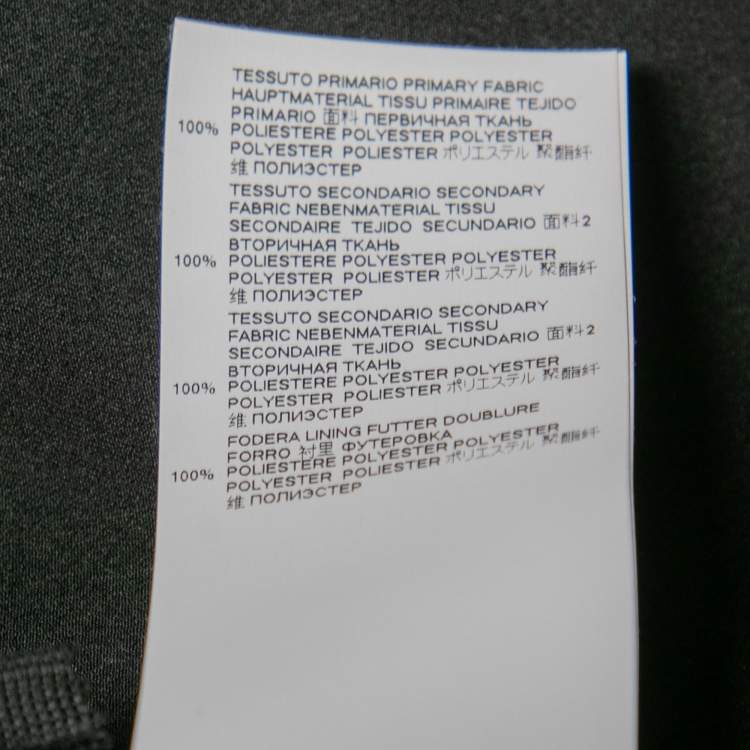 TESSUTO PRIMARIO PRIMARY FABRIC
HAUPTMATERIAL TISSU PRIMAIRE TEJIDO
PRIMARIO 面料 ПЕРВИЧНАЯ ТКАНЬ
100% POLIESTERE POLYESTER POLYESTER
POLYESTER POLIESTER ポリエステル 聚酯纤
维 ПОЛИЭСТЕР
TESSUTO SECONDARIO SECONDARY
FABRIC NEBENMATERIAL TISSU
SECONDAIRE TEJIDO SECUNDARIO 面料2
ВТОРИЧНАЯ ТКАНЬ
100% POLIESTERE POLYESTER POLYESTER
POLYESTER POLIESTER ポリエステル 聚酯纤
维 ПОЛИЭСТЕР
TESSUTO SECONDARIO SECONDARY
FABRIC NEBENMATERIAL TISSU
SECONDAIRE TEJIDO SECUNDARIO 面料2
ВТОРИЧНАЯ ТКАНЬ
100% POLIESTERE POLYESTER POLYESTER
POLYESTER POLIESTER ポリエステル 聚酯纤
维 ПОЛИЭСТЕР
FODERA LINING FUTTER DOUBLURE
FORRO 衬里 ФУТЕРОВКА
100% POLIESTERE POLYESTER POLYESTER
POLYESTER POLIESTER ポリエステル 聚酯纤
维 ПОЛИЭСТЕР